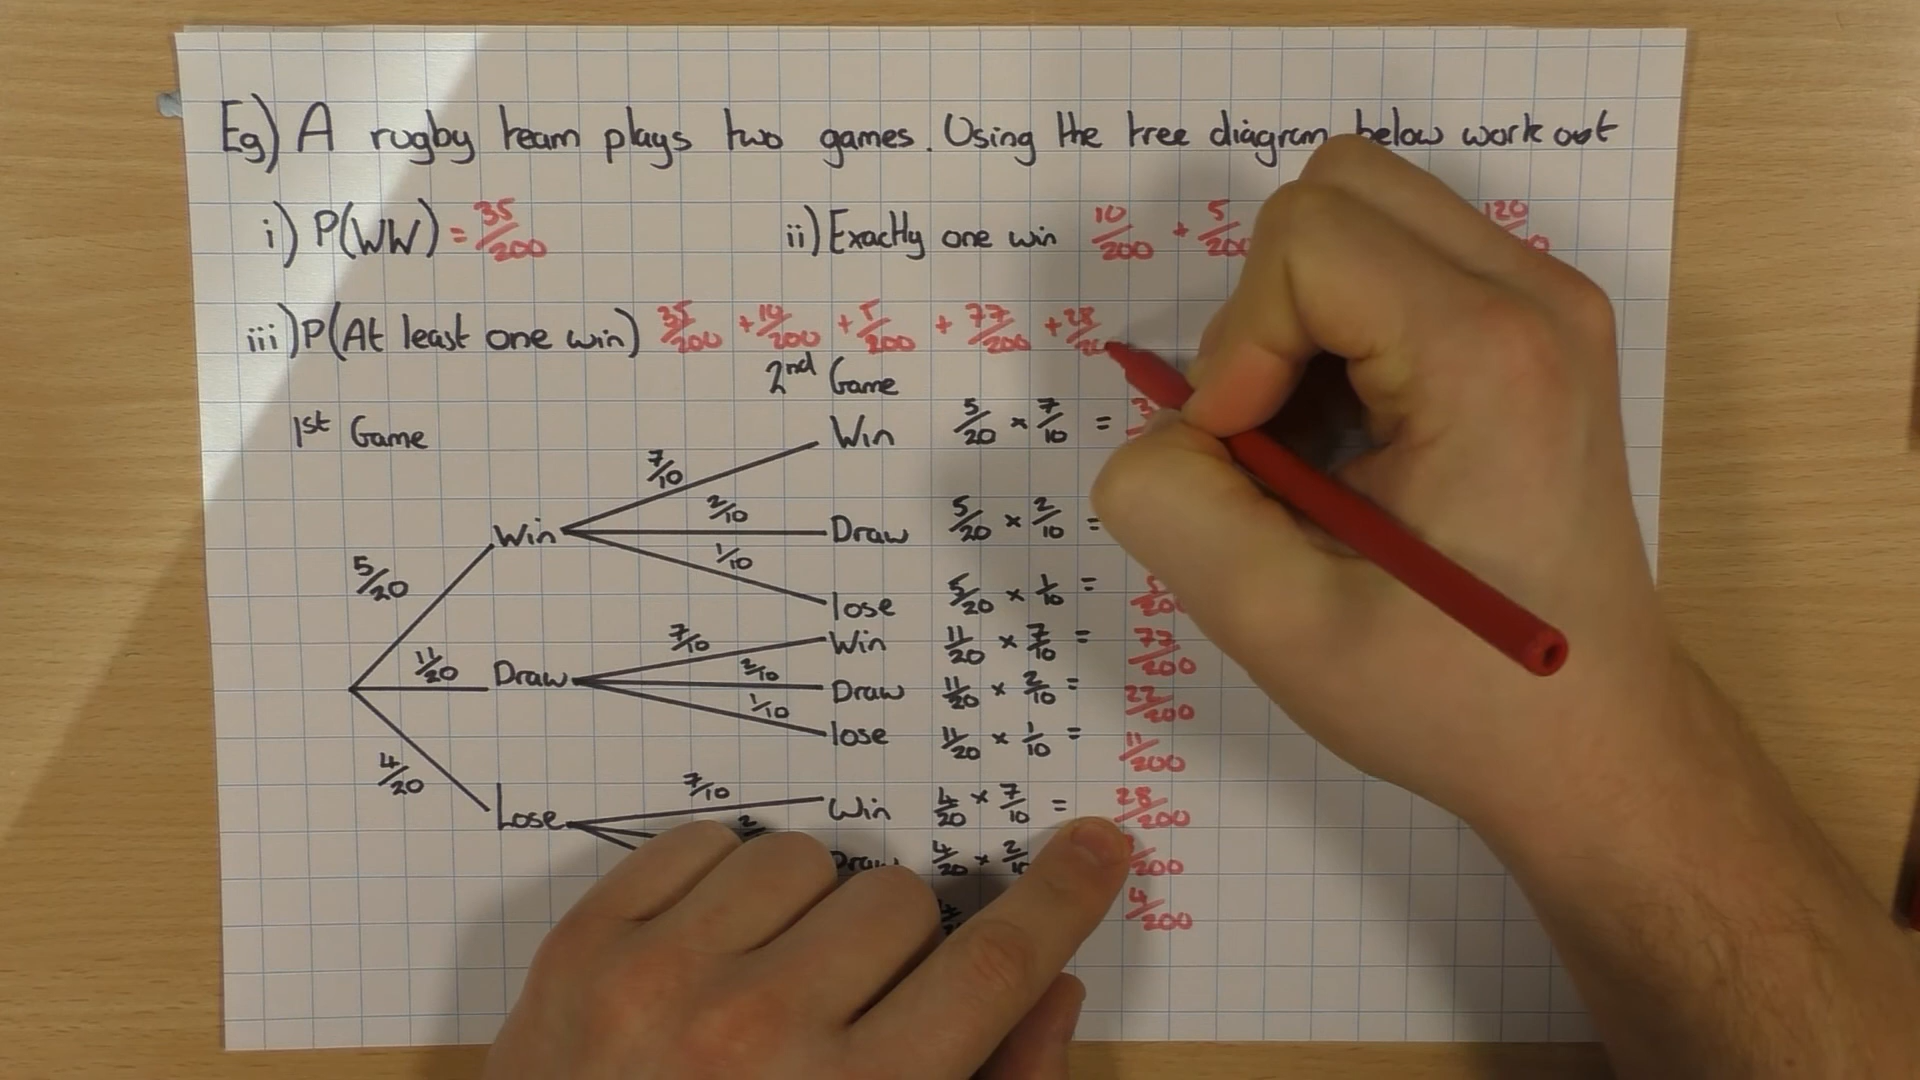 Eg) A rugby team plays two games. Using the tree diagram below work out
i) P(WW) = 35/200
ii) Exactly one win 10/200 + 5/200 120
iii) P(At least one win) 35/200 + 10/200 + 5/200 + 77/200 + 28
2nd Game
1st Game
Win 5/20 × 7/10 =
7/10
2/10
Win Draw 5/20 × 2/10 =
1/10
5/20
lose 5/20 × 1/10 =
7/10 Win 11/20 × 7/10 = 77/200
11/20 Draw 2/10 Draw 11/20 × 2/10 = 22/200
1/10 lose 11/20 × 1/10 = 11/200
4/20
7/10
Lose Win 4/20 × 7/10 = 28/200
Draw 4/20 × 2/10 /200
4/200